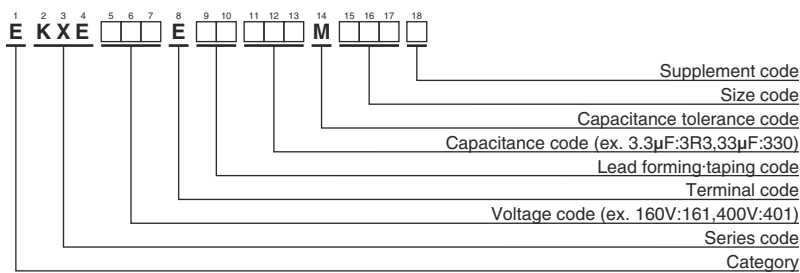 1 2 3 4 5 6 7 8 9 10 11 12 13 14 15 16 17 18
E K X E □□□ E □□ □□□ M □□□ □
Supplement code
Size code
Capacitance tolerance code
Capacitance code (ex. 3.3µF:3R3,33µF:330)
Lead forming·taping code
Terminal code
Voltage code (ex. 160V:161,400V:401)
Series code
Category